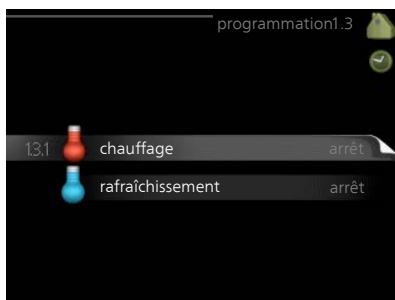 programmation1.3
1.3.1 chauffage arrêt
rafraîchissement arrêt